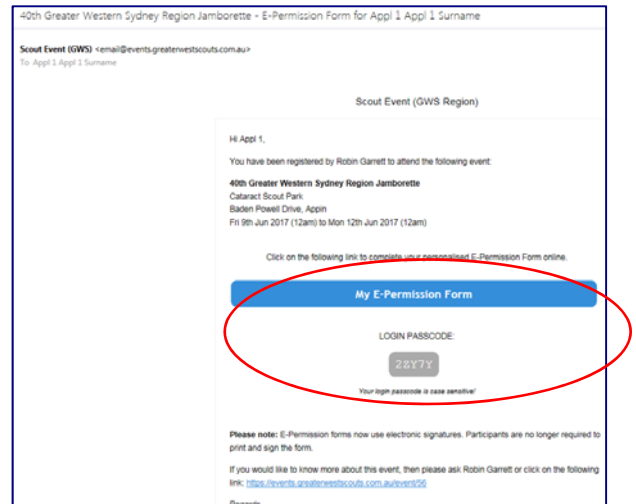 40th Greater Western Sydney Region Jamborette - E-Permission Form for Appl 1 Appl 1 Surname
Scout Event (GWS) <email@events.greaterwestscouts.com.au>
To Appl 1 Appl 1 Surname
Scout Event (GWS Region)
Hi Appl 1,
You have been registered by Robin Garrett to attend the following event:
40th Greater Western Sydney Region Jamborette
Cataract Scout Park
Baden Powell Drive, Appin
Fri 9th Jun 2017 (12am) to Mon 12th Jun 2017 (12am)
Click on the following link to complete your personalised E-Permission Form online.
My E-Permission Form
LOGIN PASSCODE:
2SY7Y
Your login passcode is case sensitive!
Please note: E-Permission forms now use electronic signatures. Participants are no longer required to
print and sign the form.
If you would like to know more about this event, then please ask Robin Garrett or click on the following
link: https://events.greaterwestscouts.com.au/event/56
Regards